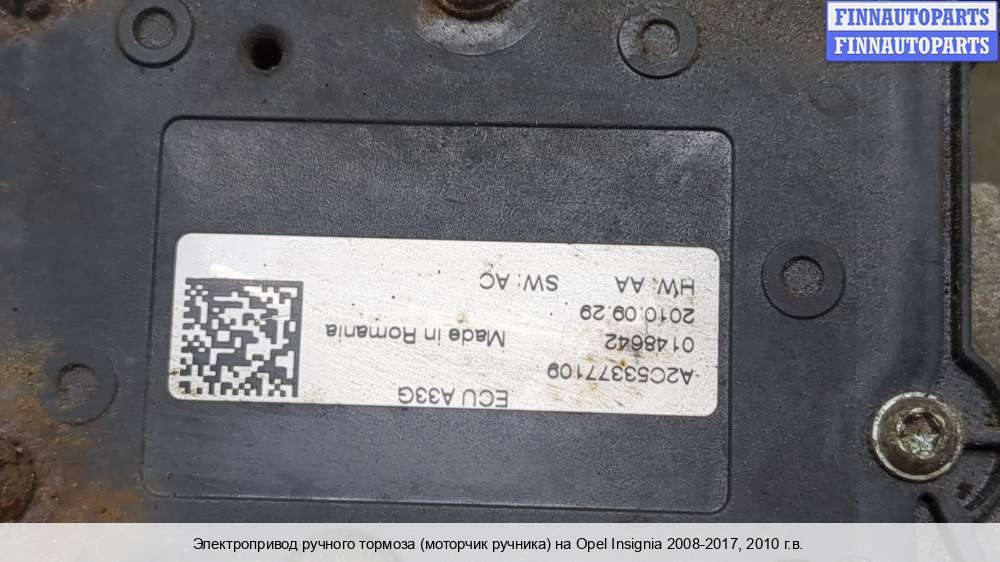 FINNAUTOPARTS
FINNAUTOPARTS
ECU A33G
A2C53377109
0148642 Made in Romania
2010.09.29
HW: AA SW: AC
Электропривод ручного тормоза (моторчик ручника) на Opel Insignia 2008-2017, 2010 г.в.